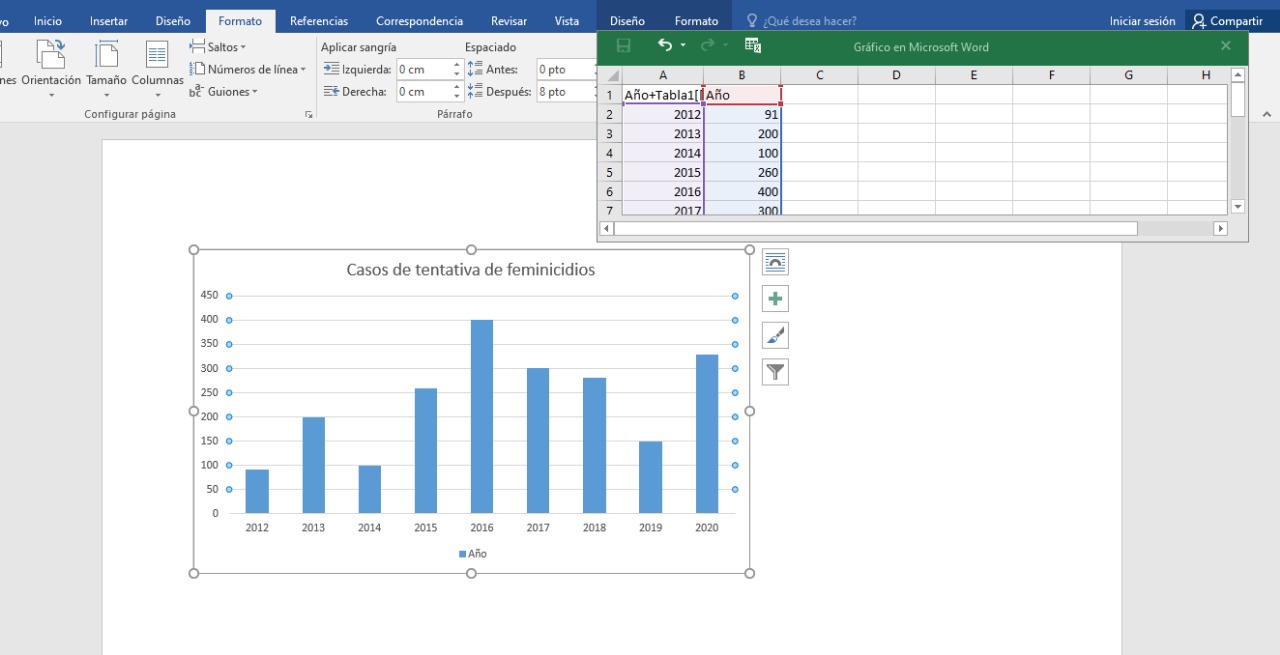 vo Inicio Insertar Diseño Formato Referencias Correspondencia Revisar Vista Diseño Formato ¿Qué desea hacer? Iniciar sesión Compartir
nes Orientación Tamaño Columnas
Saltos
Números de línea
Guiones
Configurar página
Aplicar sangría
Izquierda: 0 cm
Derecha: 0 cm
Espaciado
Antes: 0 pto
Después: 8 pto
Párrafo
Gráfico en Microsoft Word
A B C D E F G H
1 Año+Tabla1[[ Año
2 2012 91
3 2013 200
4 2014 100
5 2015 260
6 2016 400
7 2017 300
Casos de tentativa de feminicidios
450
400
350
300
250
200
150
100
50
0
2012 2013 2014 2015 2016 2017 2018 2019 2020
Año